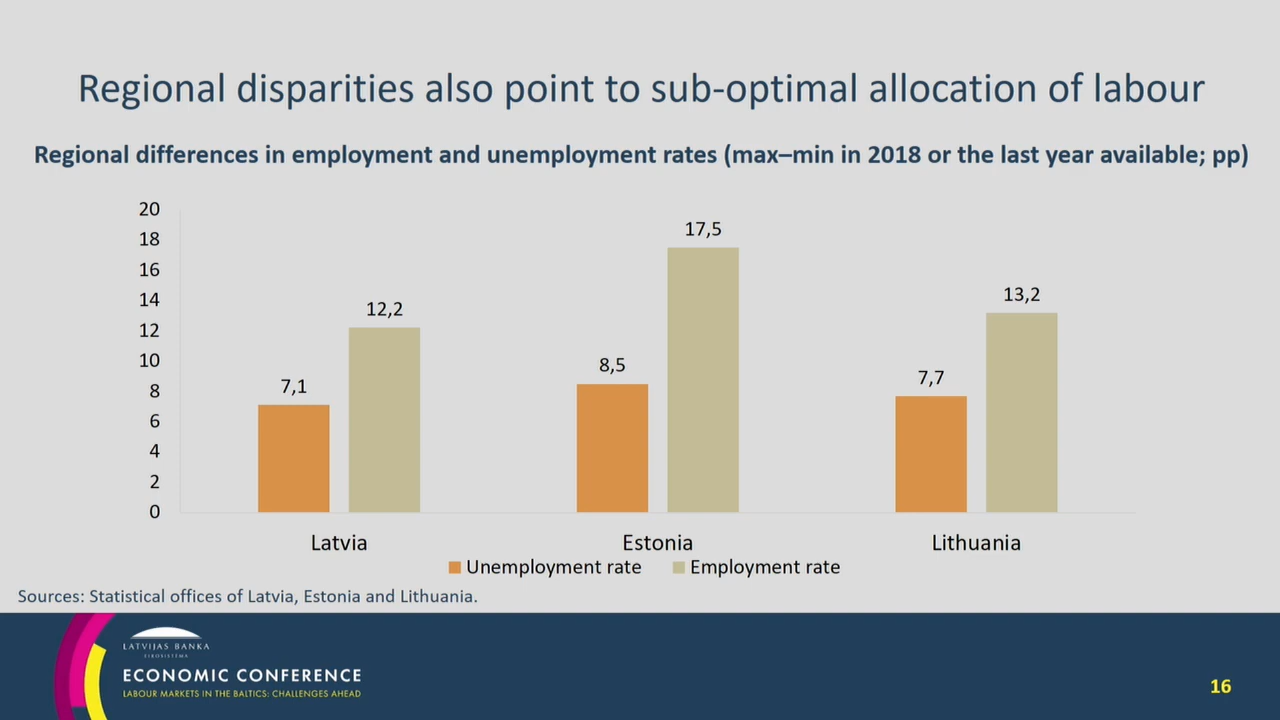 Regional disparities also point to sub-optimal allocation of labour
Regional differences in employment and unemployment rates (max–min in 2018 or the last year available; pp)
20
18
16
14
12
10
8
6
4
2
0
7,1
12,2
8,5
17,5
7,7
13,2
Latvia
Estonia
Lithuania
Unemployment rate
Employment rate
Sources: Statistical offices of Latvia, Estonia and Lithuania.
LATVIJAS BANKA
EIROSISTĒMA
ECONOMIC CONFERENCE
LABOUR MARKETS IN THE BALTICS: CHALLENGES AHEAD
16